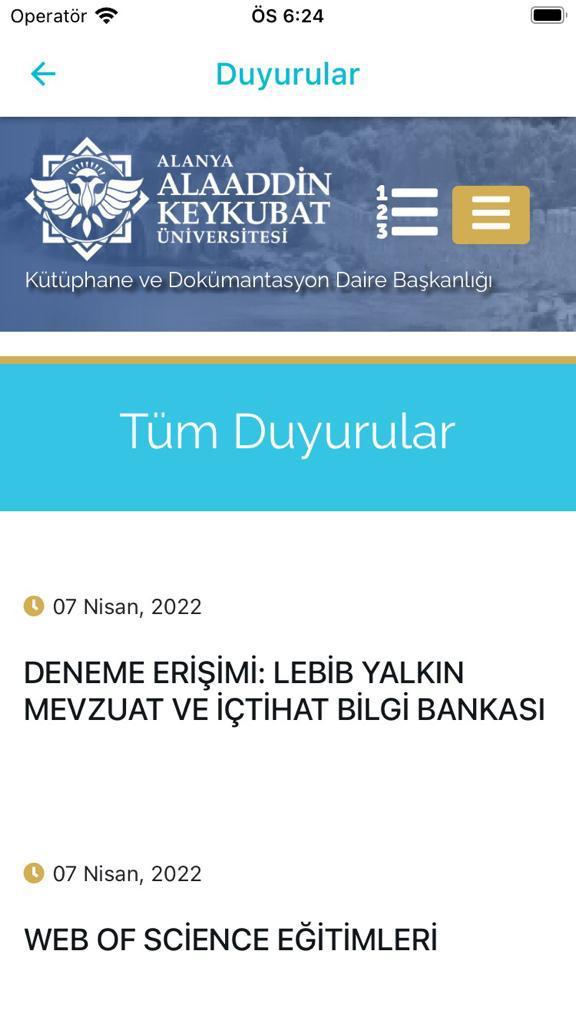 Operatör ÖS 6:24
Duyurular
ALANYA
ALAADDİN
KEYKUBAT
ÜNİVERSİTESİ
1
2
3
Kütüphane ve Dokümantasyon Daire Başkanlığı
Tüm Duyurular
07 Nisan, 2022
DENEME ERİŞİMİ: LEBİB YALKIN
MEVZUAT VE İÇTİHAT BİLGİ BANKASI
07 Nisan, 2022
WEB OF SCİENCE EĞİTİMLERİ